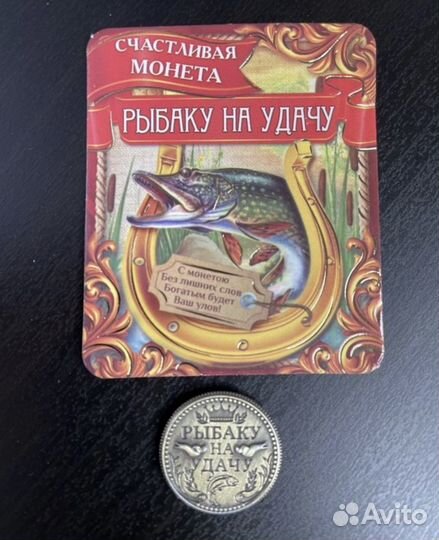 СЧАСТЛИВАЯ
МОНЕТА
РЫБАКУ НА УДАЧУ
С монетою
Без лишних слов
Богатым будет
Ваш улов!
РЫБАКУ
НА
УДАЧУ
Avito